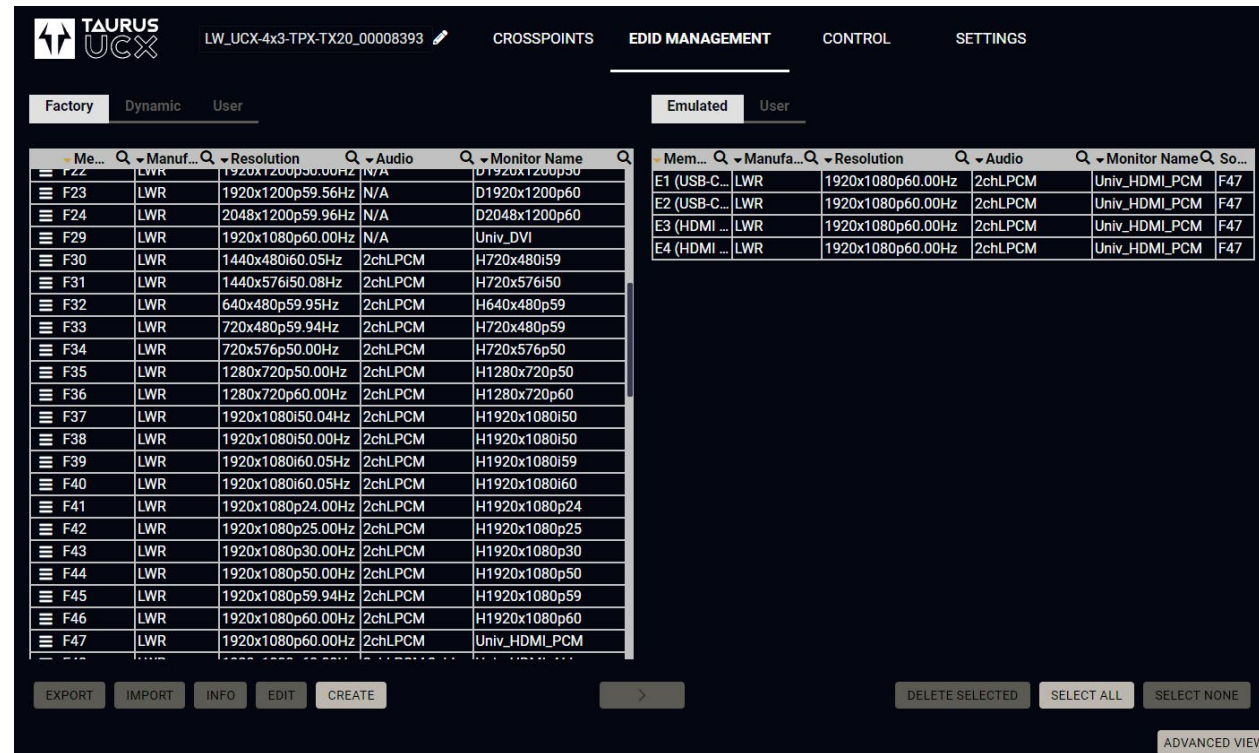 TAURUS
UCX
LW_UCX-4x3-TPX-TX20_00008393 CROSSPOINTS EDID MANAGEMENT CONTROL SETTINGS
Factory Dynamic User Emulated User
Me... Manuf... Resolution Audio Monitor Name
F22 LWR 1920x1200p50.00Hz N/A D1920x1200p50
F23 LWR 1920x1200p59.56Hz N/A D1920x1200p60
F24 LWR 2048x1200p59.96Hz N/A D2048x1200p60
F29 LWR 1920x1080p60.00Hz N/A Univ_DVI
F30 LWR 1440x480i60.05Hz 2chLPCM H720x480i59
F31 LWR 1440x576i50.08Hz 2chLPCM H720x576i50
F32 LWR 640x480p59.95Hz 2chLPCM H640x480p59
F33 LWR 720x480p59.94Hz 2chLPCM H720x480p59
F34 LWR 720x576p50.00Hz 2chLPCM H720x576p50
F35 LWR 1280x720p50.00Hz 2chLPCM H1280x720p50
F36 LWR 1280x720p60.00Hz 2chLPCM H1280x720p60
F37 LWR 1920x1080i50.04Hz 2chLPCM H1920x1080i50
F38 LWR 1920x1080i50.00Hz 2chLPCM H1920x1080i50
F39 LWR 1920x1080i60.05Hz 2chLPCM H1920x1080i59
F40 LWR 1920x1080i60.05Hz 2chLPCM H1920x1080i60
F41 LWR 1920x1080p24.00Hz 2chLPCM H1920x1080p24
F42 LWR 1920x1080p25.00Hz 2chLPCM H1920x1080p25
F43 LWR 1920x1080p30.00Hz 2chLPCM H1920x1080p30
F44 LWR 1920x1080p50.00Hz 2chLPCM H1920x1080p50
F45 LWR 1920x1080p59.94Hz 2chLPCM H1920x1080p59
F46 LWR 1920x1080p60.00Hz 2chLPCM H1920x1080p60
F47 LWR 1920x1080p60.00Hz 2chLPCM Univ_HDMI_PCM
Mem... Manufa... Resolution Audio Monitor Name So...
E1 (USB-C... LWR 1920x1080p60.00Hz 2chLPCM Univ_HDMI_PCM F47
E2 (USB-C... LWR 1920x1080p60.00Hz 2chLPCM Univ_HDMI_PCM F47
E3 (HDMI ... LWR 1920x1080p60.00Hz 2chLPCM Univ_HDMI_PCM F47
E4 (HDMI ... LWR 1920x1080p60.00Hz 2chLPCM Univ_HDMI_PCM F47
EXPORT IMPORT INFO EDIT CREATE > DELETE SELECTED SELECT ALL SELECT NONE
ADVANCED VIEW